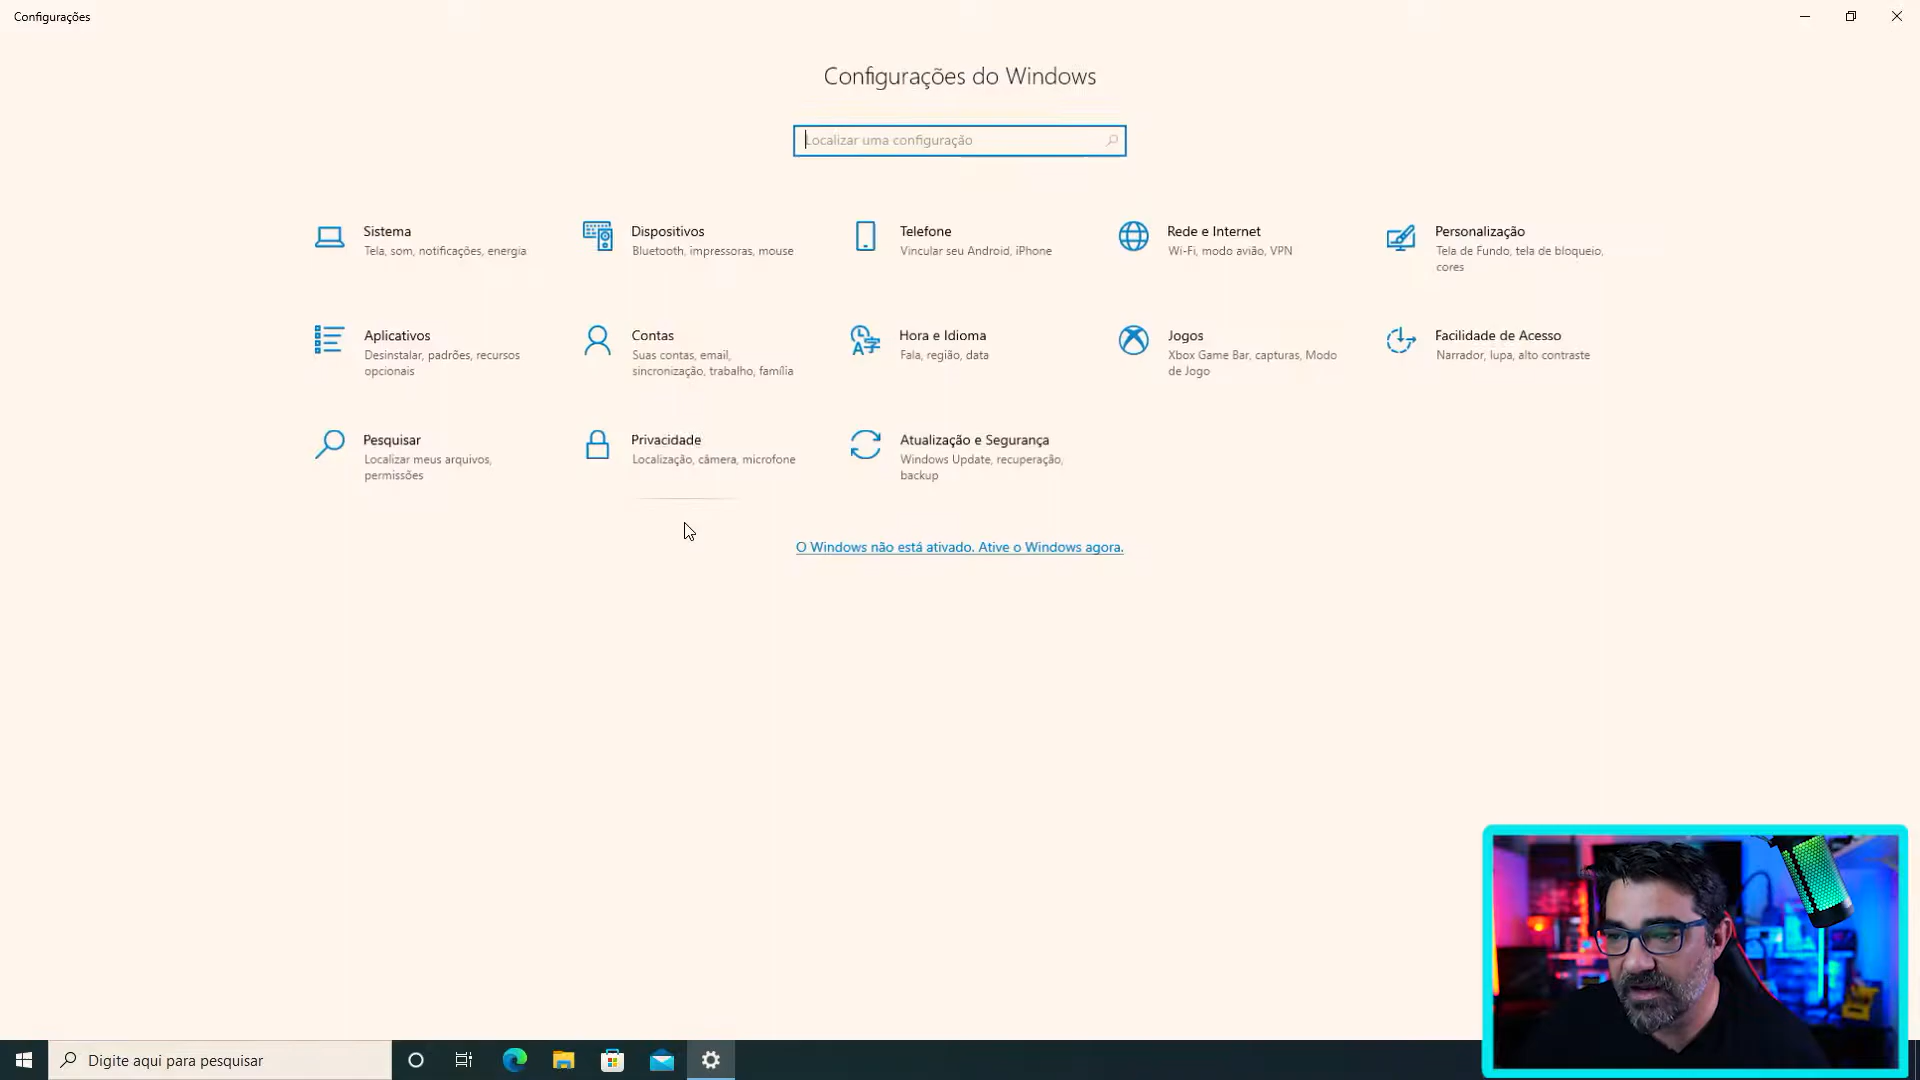 Configurações
Configurações do Windows
Localizar uma configuração
Sistema
Tela, som, notificações, energia
Dispositivos
Bluetooth, impressoras, mouse
Telefone
Vincular seu Android, iPhone
Rede e Internet
Wi-Fi, modo avião, VPN
Personalização
Tela de Fundo, tela de bloqueio,
cores
Aplicativos
Desinstalar, padrões, recursos
opcionais
Contas
Suas contas, email,
sincronização, trabalho, família
Hora e Idioma
Fala, região, data
Jogos
Xbox Game Bar, capturas, Modo
de Jogo
Facilidade de Acesso
Narrador, lupa, alto contraste
Pesquisar
Localizar meus arquivos,
permissões
Privacidade
Localização, câmera, microfone
Atualização e Segurança
Windows Update, recuperação,
backup
O Windows não está ativado. Ative o Windows agora.
Digite aqui para pesquisar